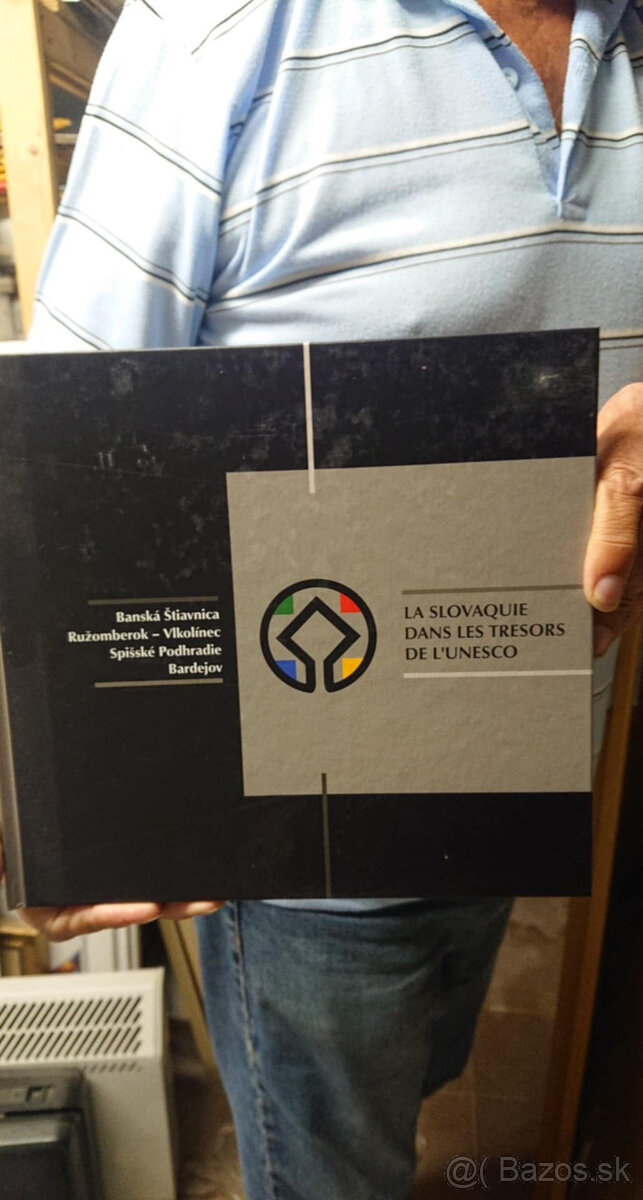 Banská Štiavnica
Ružomberok – Vlkolínec
Spišské Podhradie
Bardejov
LA SLOVAQUIE
DANS LES TRESORS
DE L'UNESCO
@( Bazos.sk